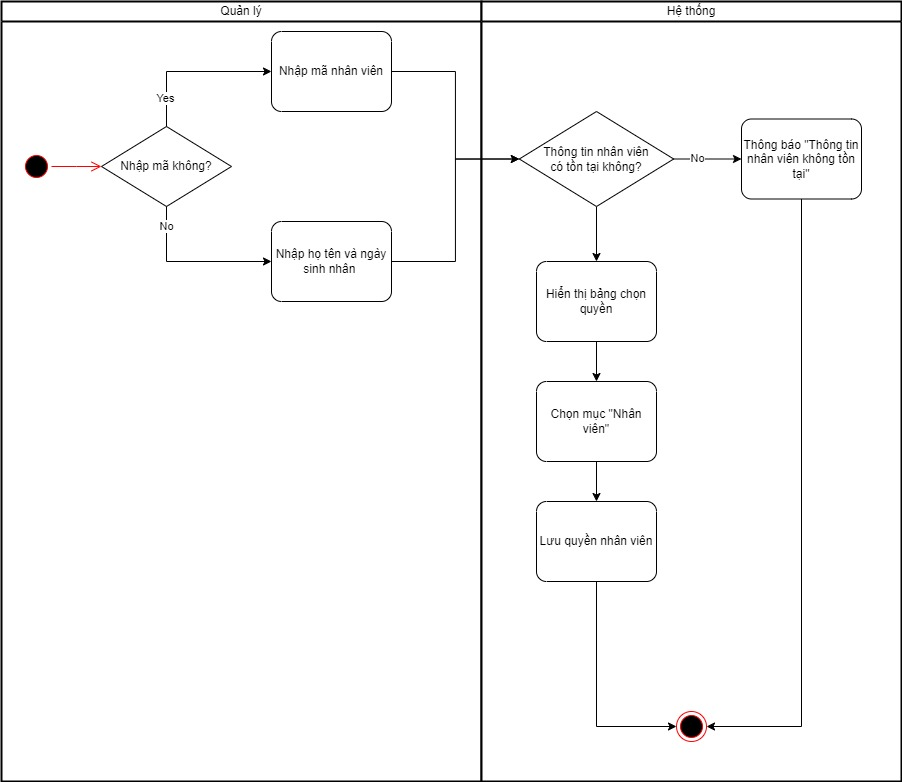 Quản lý
Hệ thống
Nhập mã nhân viên
Yes
Nhập mã không?
No
Nhập họ tên và ngày
sinh nhân
Thông tin nhân viên
có tồn tại không?
No
Thông báo "Thông tin
nhân viên không tồn
tại"
Hiển thị bảng chọn
quyền
Chọn mục "Nhân
viên"
Lưu quyền nhân viên